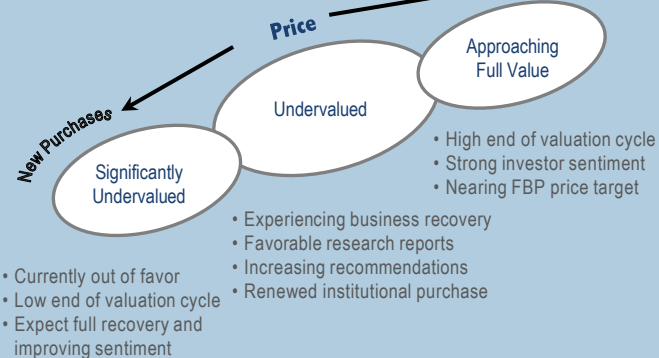 Price
Approaching
Full Value
Undervalued
New Purchases
Significantly
Undervalued
• High end of valuation cycle
• Strong investor sentiment
• Nearing FBP price target
• Experiencing business recovery
• Favorable research reports
• Increasing recommendations
• Renewed institutional purchase
• Currently out of favor
• Low end of valuation cycle
• Expect full recovery and
improving sentiment